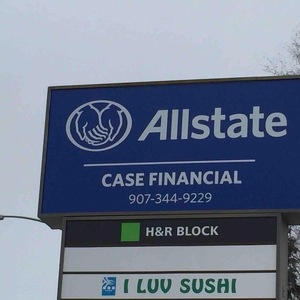 Allstate
CASE FINANCIAL
907-344-9229
H&R BLOCK
I LUV SUSHI